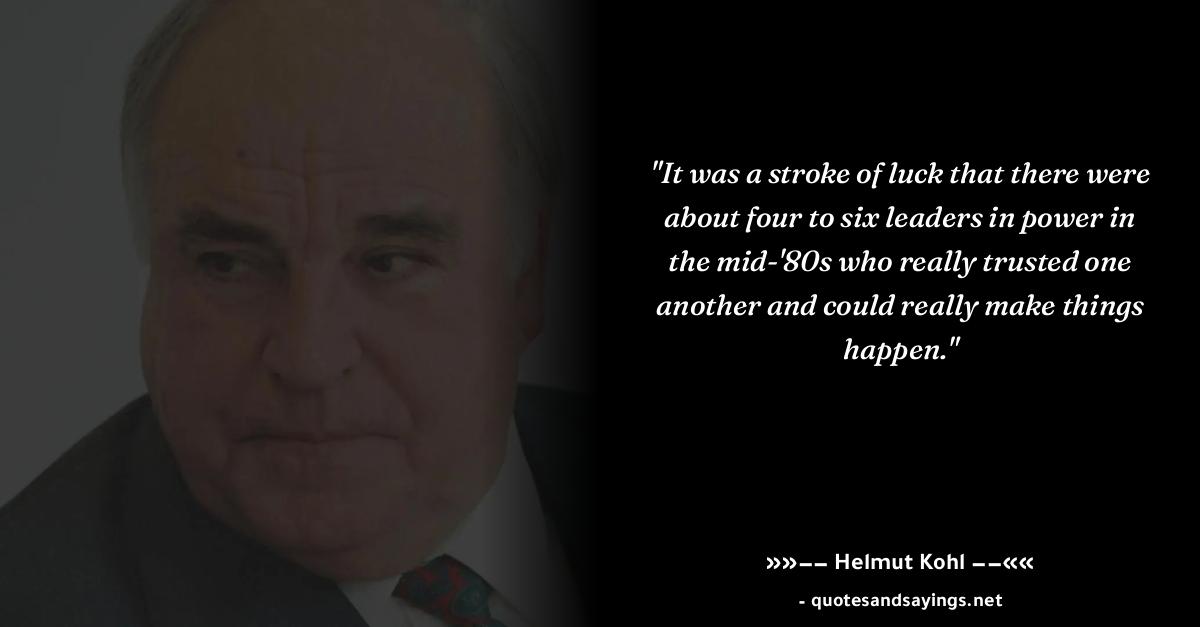 "It was a stroke of luck that there were
about four to six leaders in power in
the mid-'80s who really trusted one
another and could really make things
happen."
»»–– Helmut Kohl ––««
- quotesandsayings.net